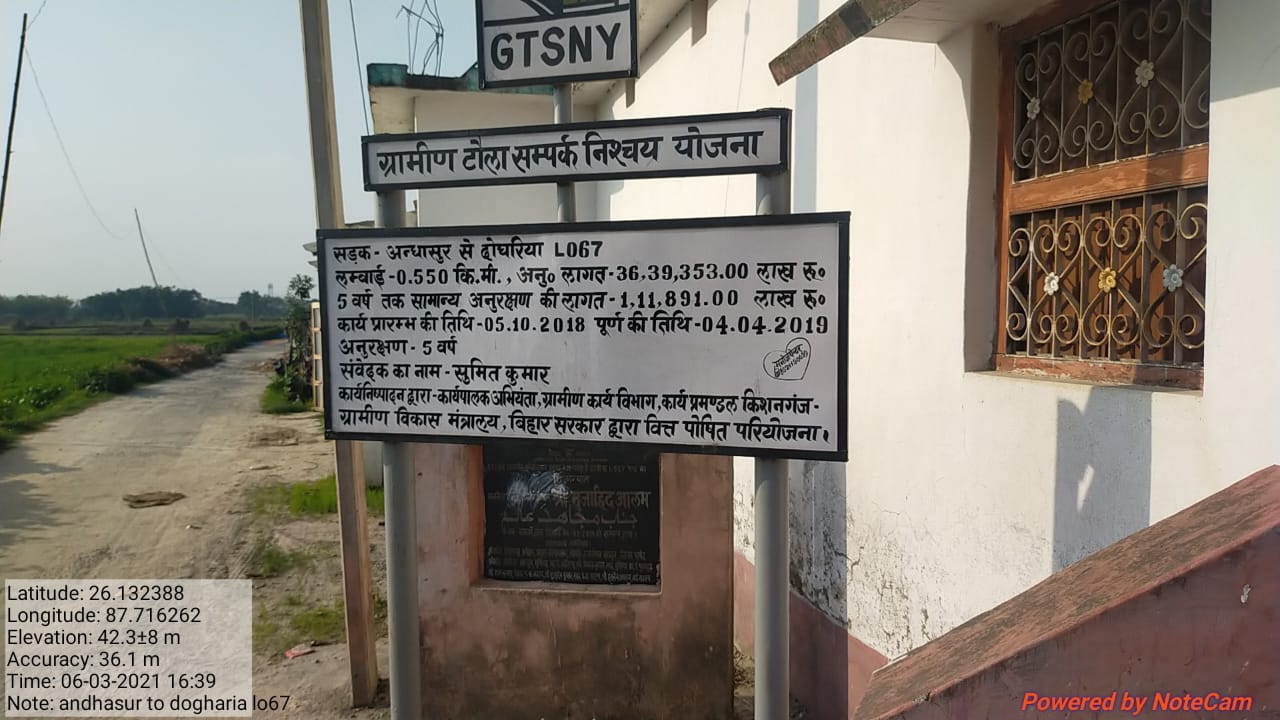 GTSNY
ग्रामीण टोला सम्पर्क निश्चय योजना
सड़क - अन्धासुर से दोघरिया L067
लम्बाई-0.550 कि.मी., अनु० लागत-36,39,353.00 लाख रू०
5 वर्ष तक सामान्य अनुरक्षण की लागत-1,11,891.00 लाख रू०
कार्य प्रारम्भ की तिथि-05.10.2018 पूर्ण की तिथि-04.04.2019
अनुरक्षण - 5 वर्ष
संवेदक का नाम - सुमित कुमार
कार्यनिष्पादन द्वारा-कार्यपालक अभियंता,ग्रामीण कार्य विभाग,कार्य प्रमण्डल किशनगंज-
ग्रामीण विकास मंत्रालय, बिहार सरकार द्वारा वित्त पोषित परियोजना।
मुजाहिद आलम
Latitude: 26.132388
Longitude: 87.716262
Elevation: 42.3±8 m
Accuracy: 36.1 m
Time: 06-03-2021 16:39
Note: andhasur to dogharia lo67
Powered by NoteCam